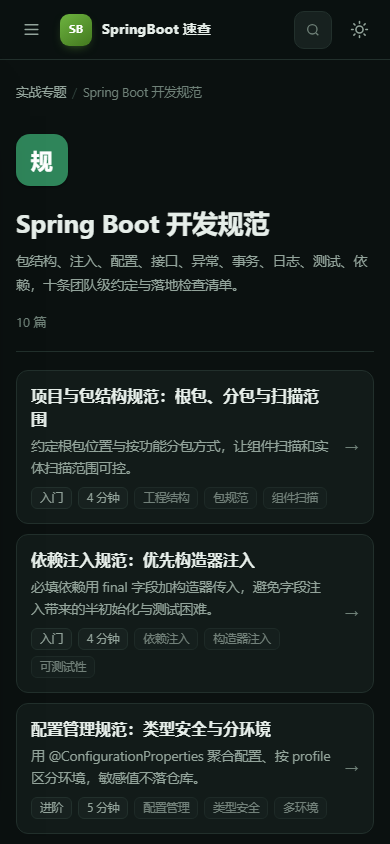 SB SpringBoot 速查
实战专题 / Spring Boot 开发规范
规
Spring Boot 开发规范
包结构、注入、配置、接口、异常、事务、日志、测试、依
赖，十条团队级约定与落地检查清单。
10 篇
项目与包结构规范：根包、分包与扫描范
围
约定根包位置与按功能分包方式，让组件扫描和实
体扫描范围可控。
→
入门 4 分钟 工程结构 包规范 组件扫描
依赖注入规范：优先构造器注入
必填依赖用 final 字段加构造器传入，避免字段注
入带来的半初始化与测试困难。
→
入门 4 分钟 依赖注入 构造器注入
可测试性
配置管理规范：类型安全与分环境
用 @ConfigurationProperties 聚合配置、按 profile
区分环境，敏感值不落仓库。
→
进阶 5 分钟 配置管理 类型安全 多环境